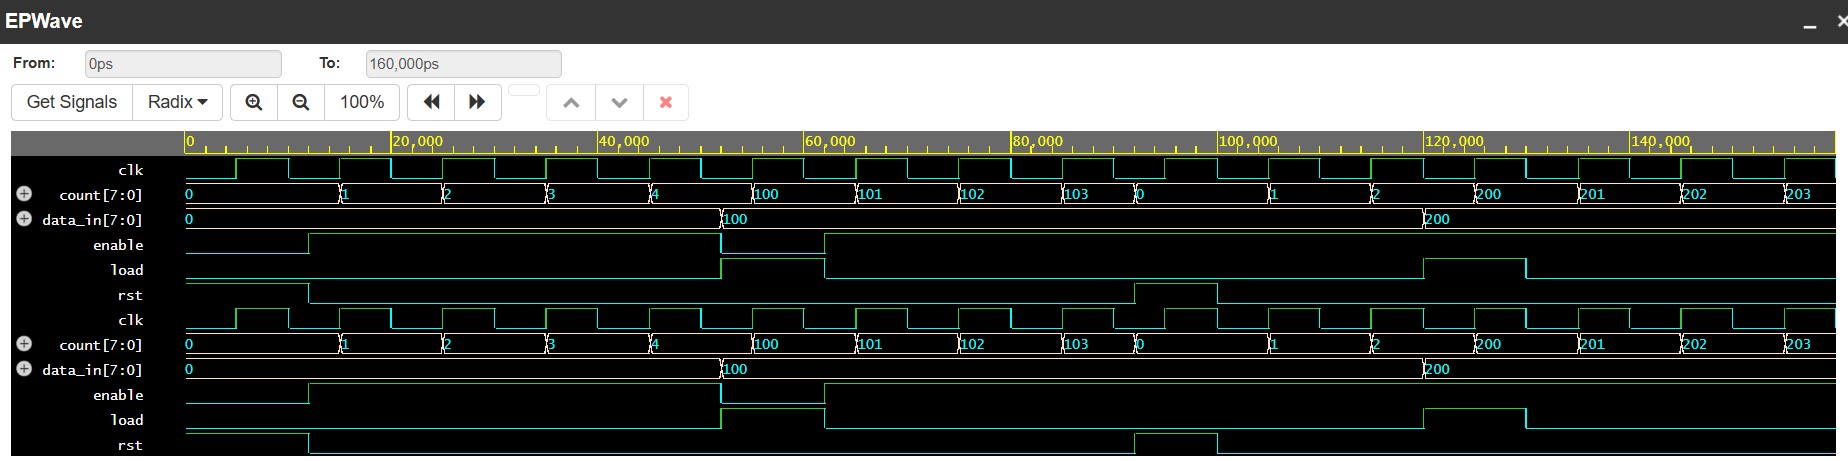 EPWave
From: 0ps To: 160,000ps
Get Signals Radix 100%
0 20,000 40,000 60,000 80,000 100,000 120,000 140,000
clk
count[7:0] 0 1 2 3 4 100 101 102 103 0 1 2 200 201 202 203
data_in[7:0] 0 100 200
enable
load
rst
clk
count[7:0] 0 1 2 3 4 100 101 102 103 0 1 2 200 201 202 203
data_in[7:0] 0 100 200
enable
load
rst